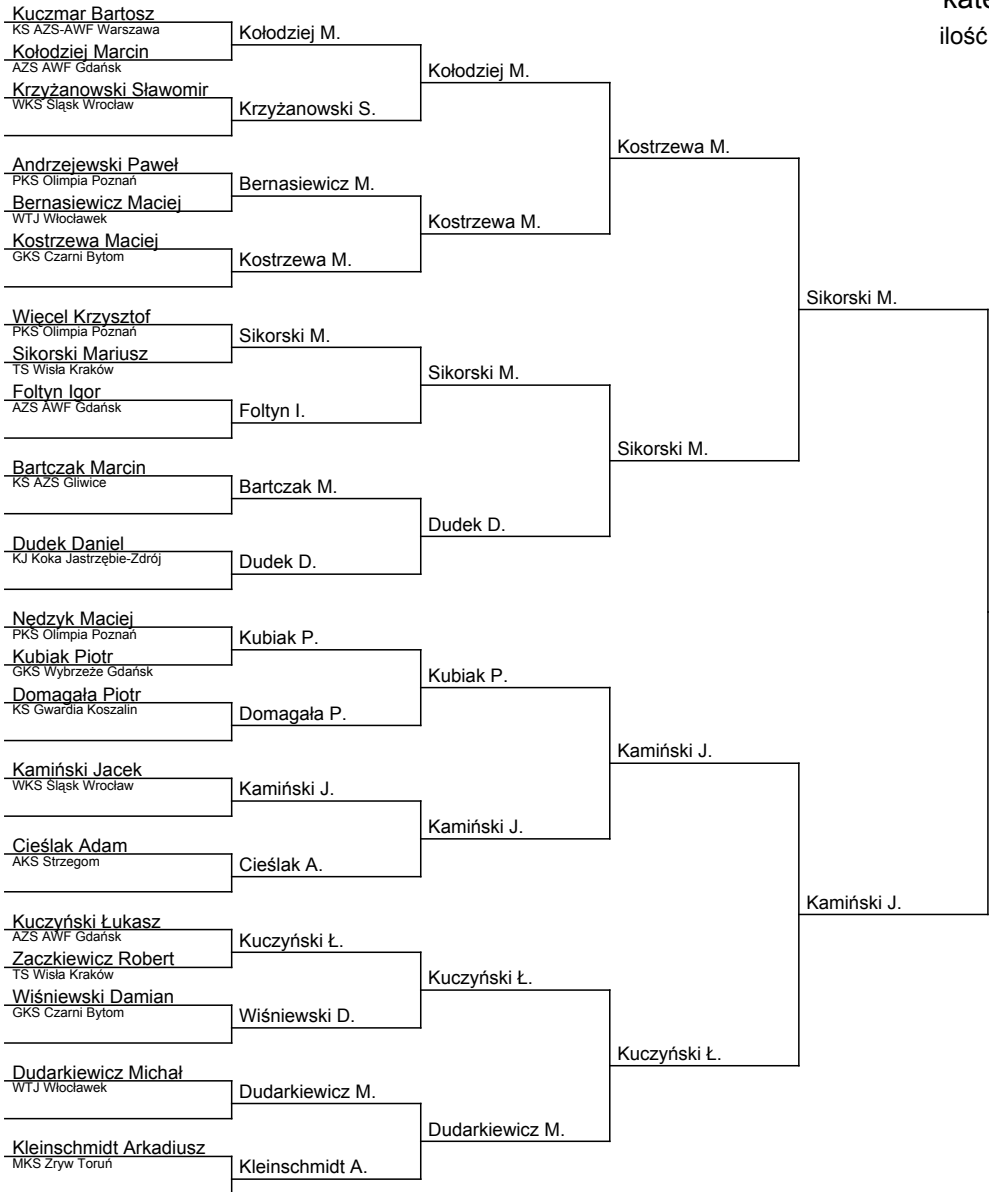 kate
ilość
Kuczmar Bartosz
KS AZS-AWF Warszawa
Kołodziej Marcin
AZS AWF Gdańsk
Krzyżanowski Sławomir
WKS Śląsk Wrocław
Andrzejewski Paweł
PKS Olimpia Poznań
Bernasiewicz Maciej
WTJ Włocławek
Kostrzewa Maciej
GKS Czarni Bytom
Więcel Krzysztof
PKS Olimpia Poznań
Sikorski Mariusz
TS Wisła Kraków
Foltyn Igor
AZS AWF Gdańsk
Bartczak Marcin
KS AZS Gliwice
Dudek Daniel
KJ Koka Jastrzębie-Zdrój
Nędzyk Maciej
PKS Olimpia Poznań
Kubiak Piotr
GKS Wybrzeże Gdańsk
Domagała Piotr
KS Gwardia Koszalin
Kamiński Jacek
WKS Śląsk Wrocław
Cieślak Adam
AKS Strzegom
Kuczyński Łukasz
AZS AWF Gdańsk
Zaczkiewicz Robert
TS Wisła Kraków
Wiśniewski Damian
GKS Czarni Bytom
Dudarkiewicz Michał
WTJ Włocławek
Kleinschmidt Arkadiusz
MKS Zryw Toruń
Kołodziej M.
Krzyżanowski S.
Bernasiewicz M.
Kostrzewa M.
Sikorski M.
Foltyn I.
Bartczak M.
Dudek D.
Kubiak P.
Domagała P.
Kamiński J.
Cieślak A.
Kuczyński Ł.
Wiśniewski D.
Dudarkiewicz M.
Kleinschmidt A.
Kołodziej M.
Kostrzewa M.
Sikorski M.
Dudek D.
Kubiak P.
Kamiński J.
Kuczyński Ł.
Dudarkiewicz M.
Kostrzewa M.
Sikorski M.
Kamiński J.
Kuczyński Ł.
Sikorski M.
Kamiński J.